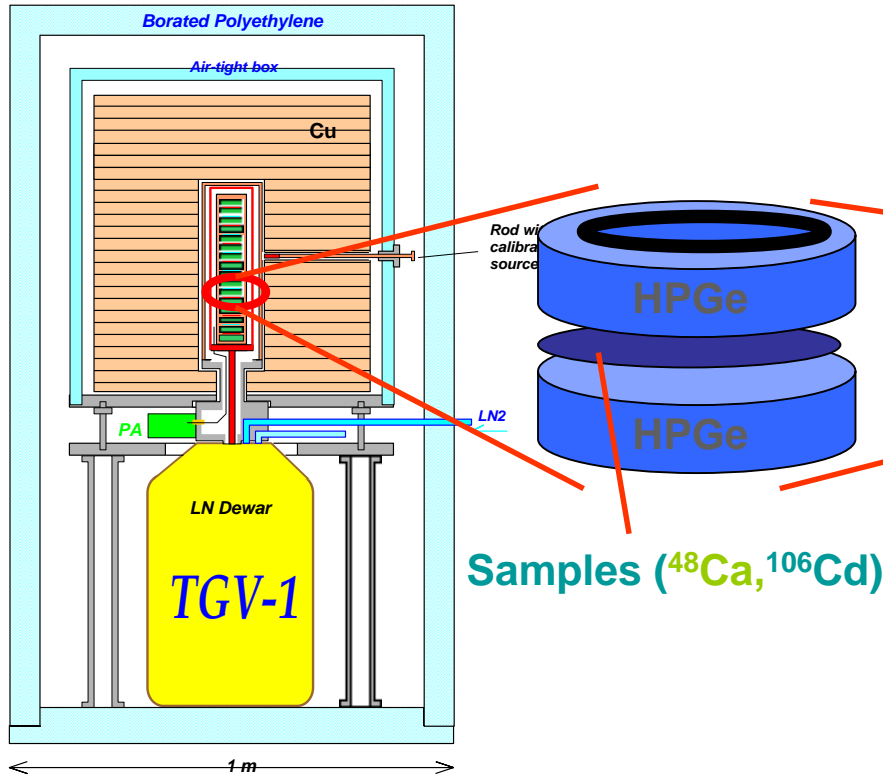 Borated Polyethylene
Air-tight box
Cu
Rod wi
calibra
source
HPGe
HPGe
PA
LN2
LN Dewar
TGV-1
Samples (⁴⁸Ca,¹⁰⁶Cd)
1 m